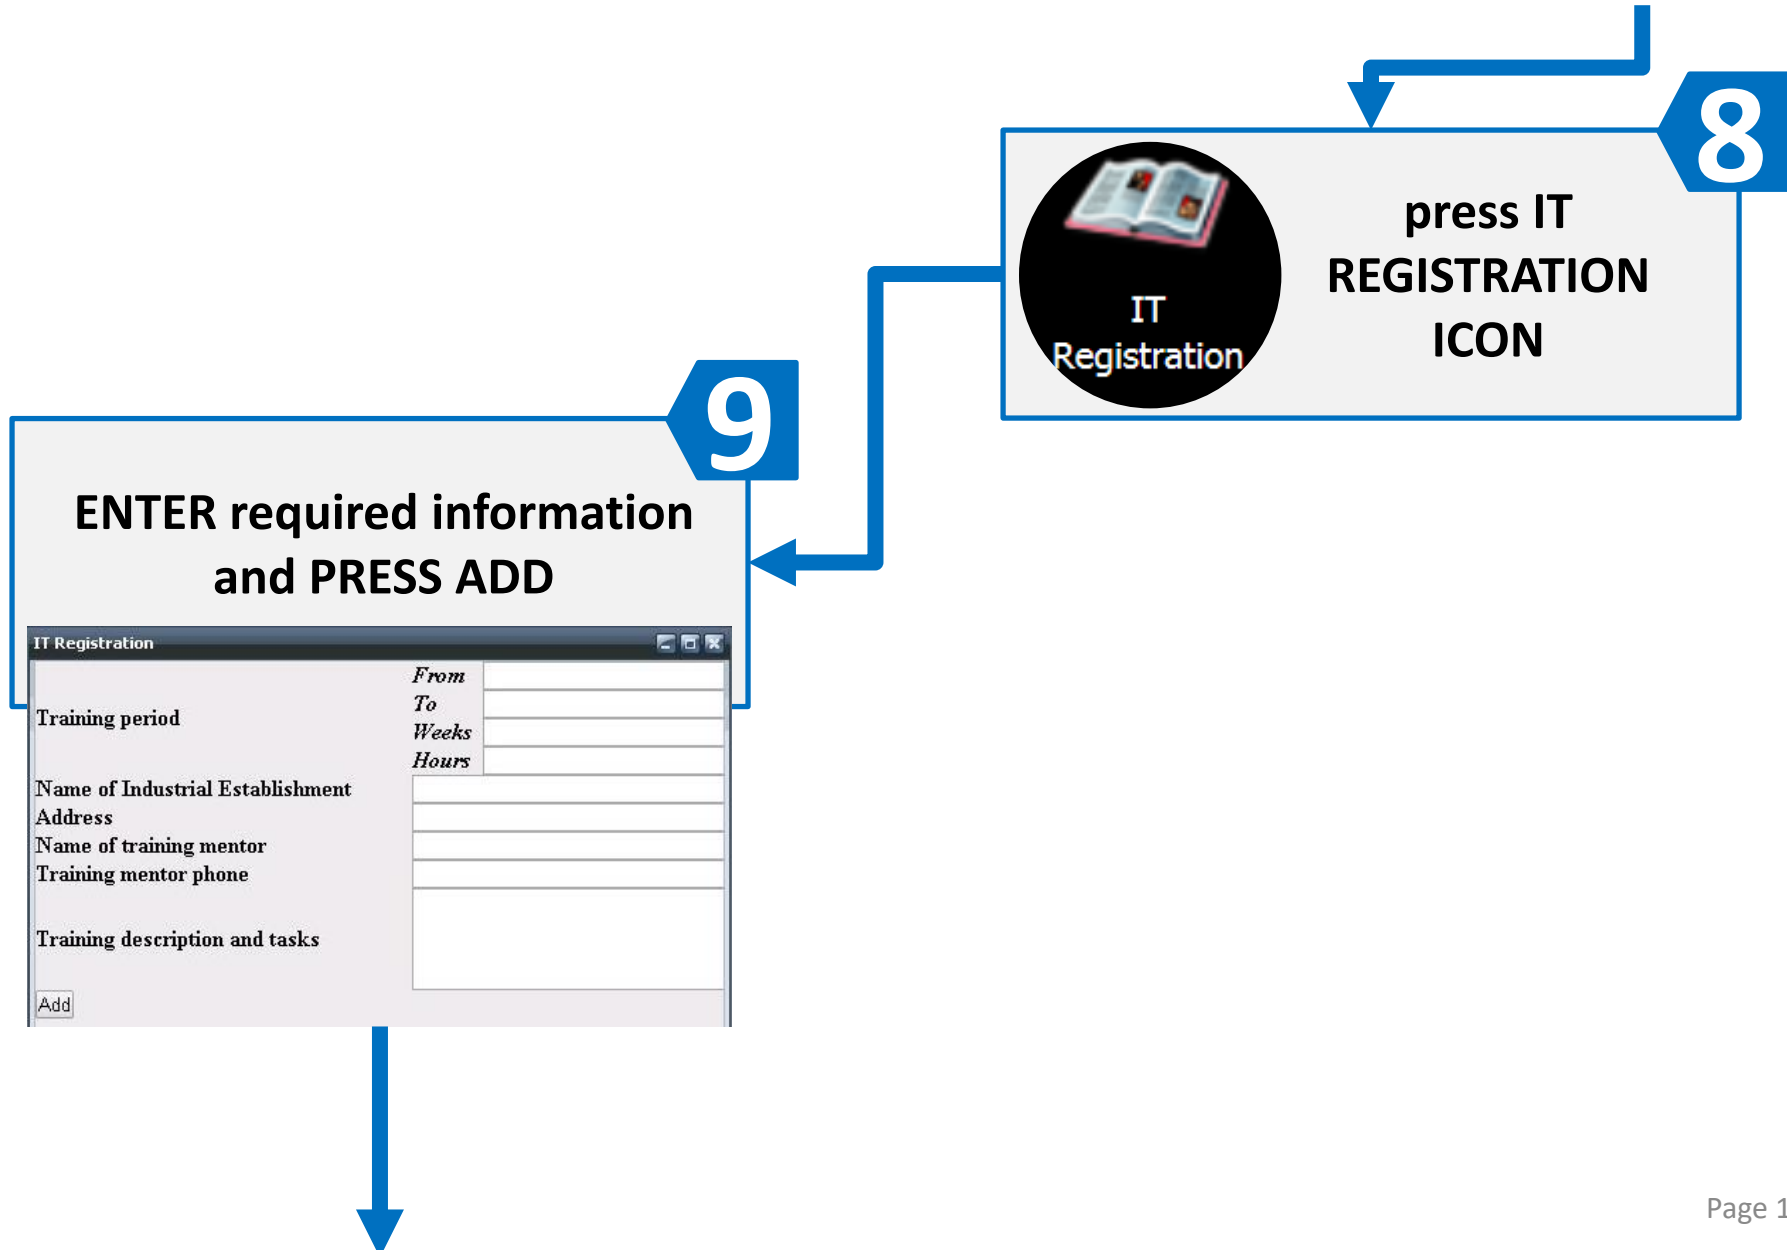 8
IT
Registration
press IT
REGISTRATION
ICON
9
ENTER required information
and PRESS ADD
IT Registration
Training period
From
To
Weeks
Hours
Name of Industrial Establishment
Address
Name of training mentor
Training mentor phone
Training description and tasks
Add
Page 1